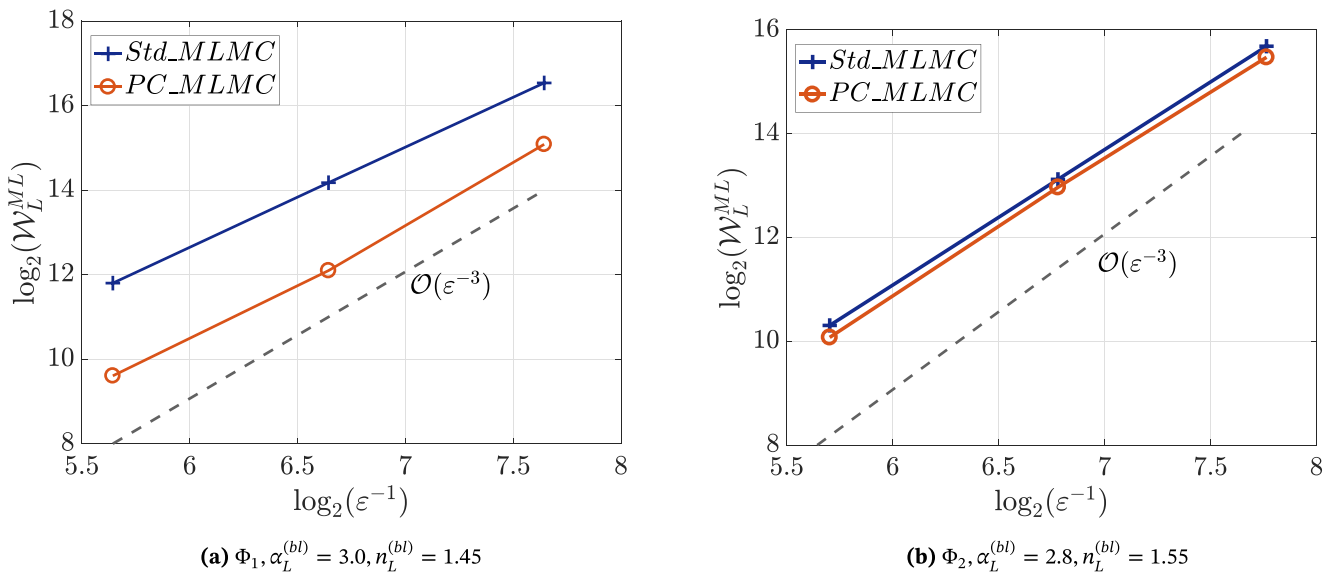 18
16
14
12
10
8
log₂(𝒲_L^{ML})
Std_MLMC
PC_MLMC
𝒪(ε⁻³)
5.5 6 6.5 7 7.5 8
log₂(ε⁻¹)
(a) Φ₁, α_L^{(bl)} = 3.0, n_L^{(bl)} = 1.45
16
14
12
10
8
log₂(𝒲_L^{ML})
Std_MLMC
PC_MLMC
𝒪(ε⁻³)
5.5 6 6.5 7 7.5 8
log₂(ε⁻¹)
(b) Φ₂, α_L^{(bl)} = 2.8, n_L^{(bl)} = 1.55